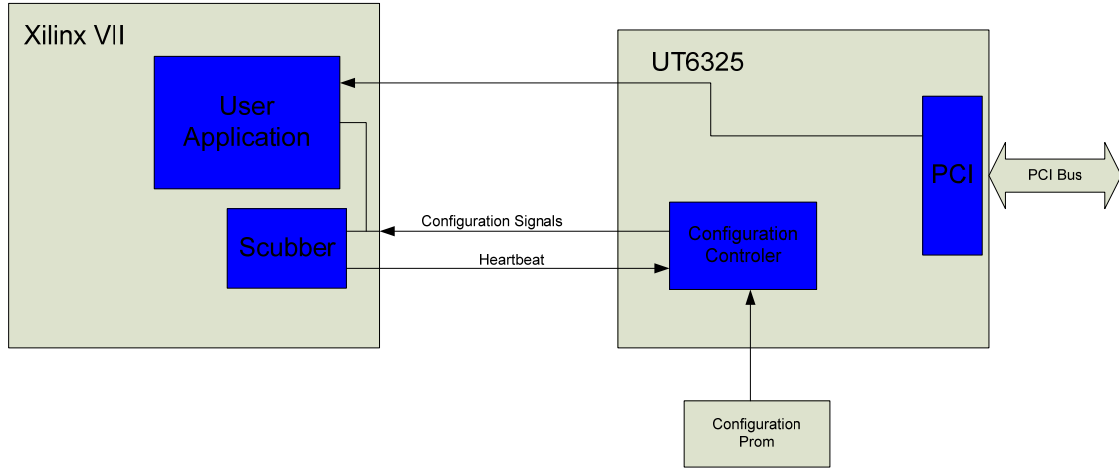 Xilinx VII
UT6325
User
Application
PCI
PCI Bus
Scubber
Configuration Signals
Configuration
Controler
Heartbeat
Configuration
Prom